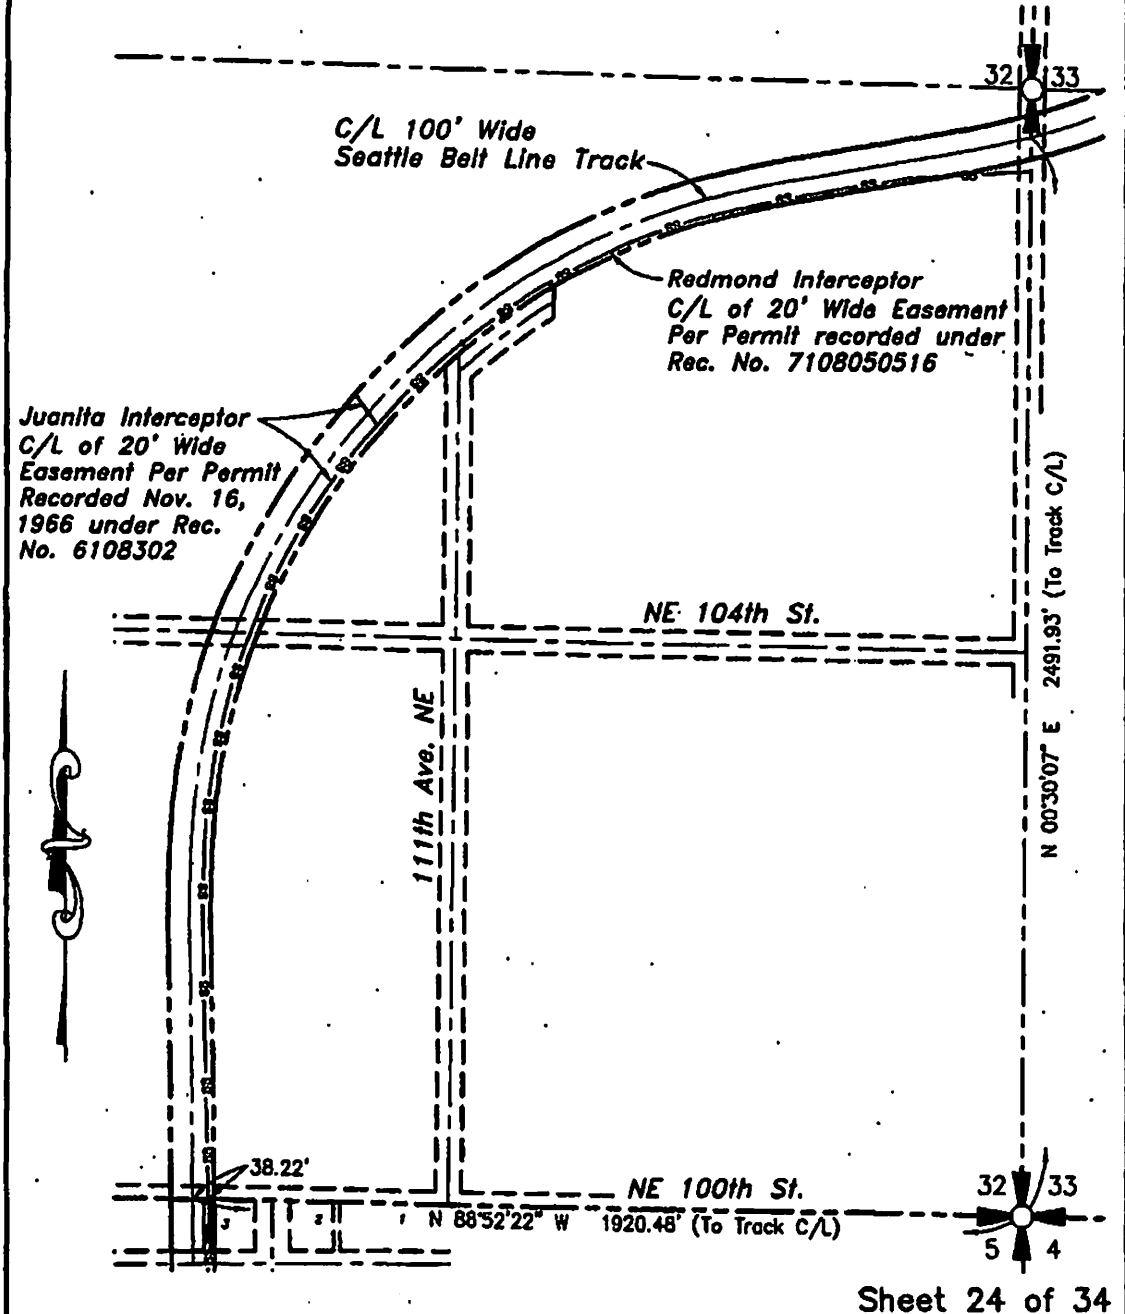 32 33
C/L 100' Wide
Seattle Belt Line Track
Redmond Interceptor
C/L of 20' Wide Easement
Per Permit recorded under
Rec. No. 7108050516
Juanita Interceptor
C/L of 20' Wide
Easement Per Permit
Recorded Nov. 16,
1966 under Rec.
No. 6108302
NE 104th St.
N 00°30'07" E 2491.93' (To Track C/L)
111th Ave. NE
38.22'
NE 100th St.
3 2 1 N 88°52'22" W 1920.48' (To Track C/L)
32 33
5 4
Sheet 24 of 34